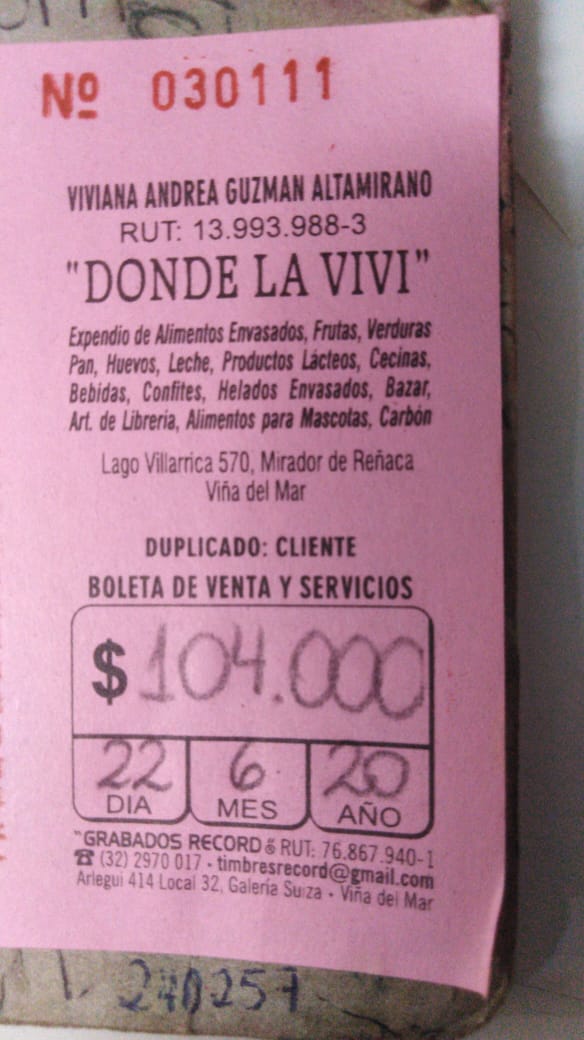 Nº 030111
VIVIANA ANDREA GUZMAN ALTAMIRANO
RUT: 13.993.988-3
"DONDE LA VIVI"
Expendio de Alimentos Envasados, Frutas, Verduras
Pan, Huevos, Leche, Productos Lácteos, Cecinas,
Bebidas, Confites, Helados Envasados, Bazar,
Art. de Libreria, Alimentos para Mascotas, Carbón
Lago Villarrica 570, Mirador de Reñaca
Viña del Mar
DUPLICADO: CLIENTE
BOLETA DE VENTA Y SERVICIOS
$ 104.000
22 6 20
DIA MES AÑO
"GRABADOS RECORD RUT: 76.867.940-1
☎ (32) 2970 017 - timbresrecord@gmail.com
Arlegui 414 Local 32, Galería Suiza - Viña del Mar